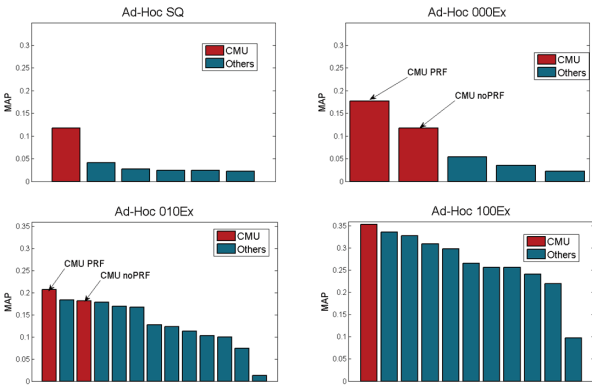 Ad-Hoc SQ
MAP
0.3
0.25
0.2
0.15
0.1
0.05
0
CMU
Others
Ad-Hoc 000Ex
MAP
0.3
0.25
0.2
0.15
0.1
0.05
0
CMU PRF
CMU noPRF
CMU
Others
Ad-Hoc 010Ex
MAP
0.35
0.3
0.25
0.2
0.15
0.1
0.05
0
CMU PRF
CMU noPRF
CMU
Others
Ad-Hoc 100Ex
MAP
0.35
0.3
0.25
0.2
0.15
0.1
0.05
0
CMU
Others